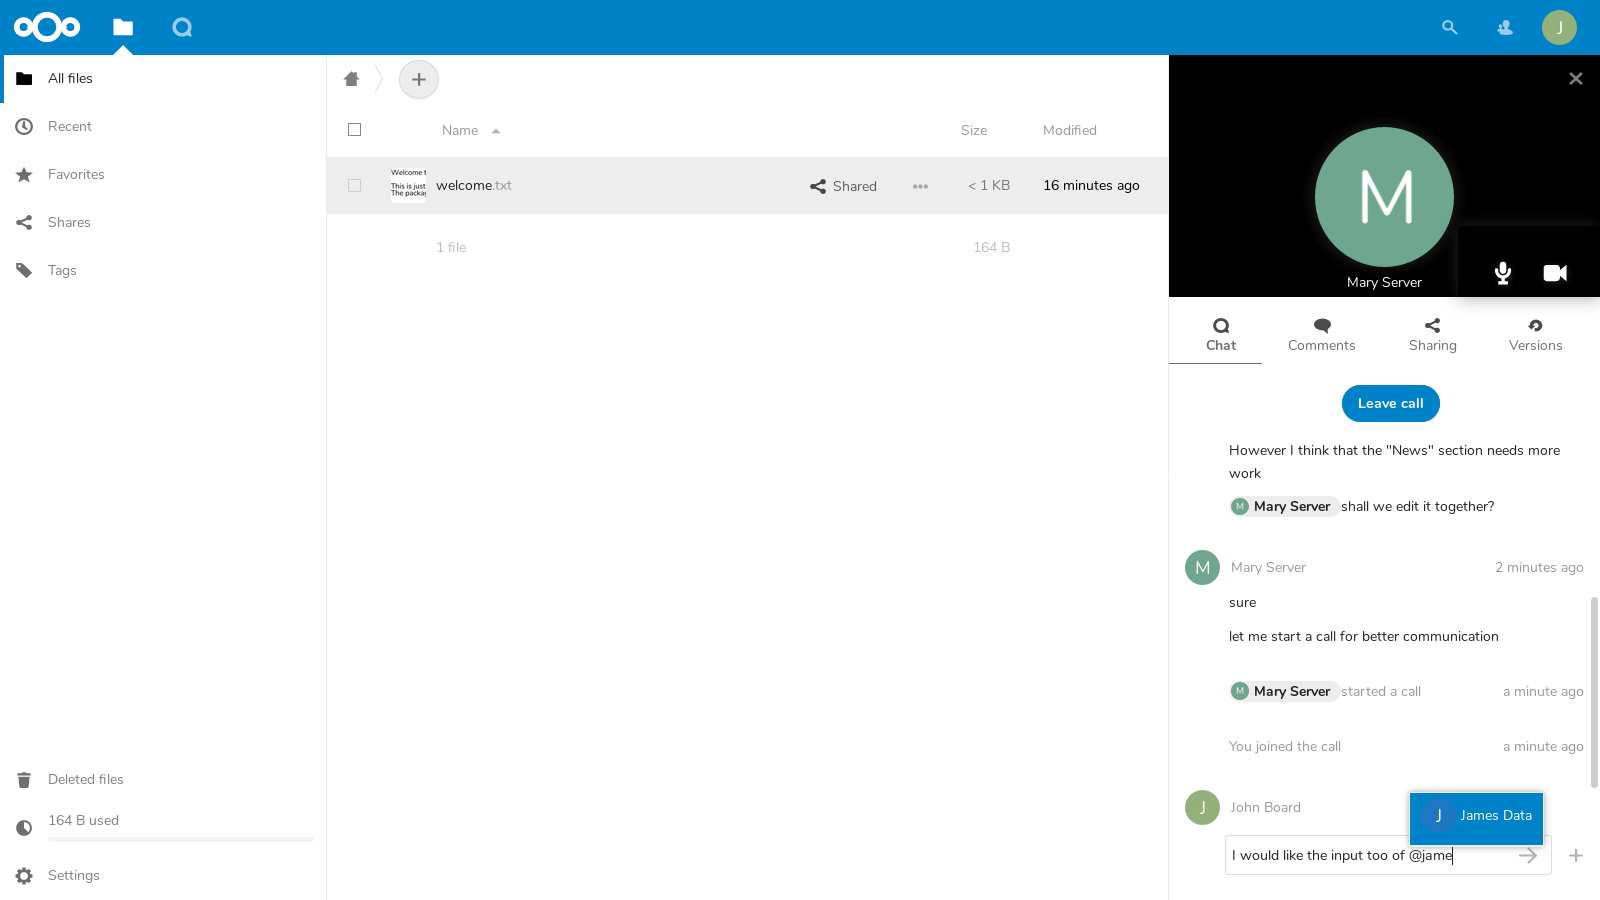 J
All files
Recent
Favorites
Shares
Tags
Deleted files
164 B used
Settings
Name
Size
Modified
Welcome t
This is just
The packag
welcome.txt
Shared
< 1 KB
16 minutes ago
1 file
164 B
M
Mary Server
Chat
Comments
Sharing
Versions
Leave call
However I think that the "News" section needs more
work
M Mary Server shall we edit it together?
M Mary Server 2 minutes ago
sure
let me start a call for better communication
M Mary Server started a call a minute ago
You joined the call a minute ago
J John Board
J James Data
I would like the input too of @jame